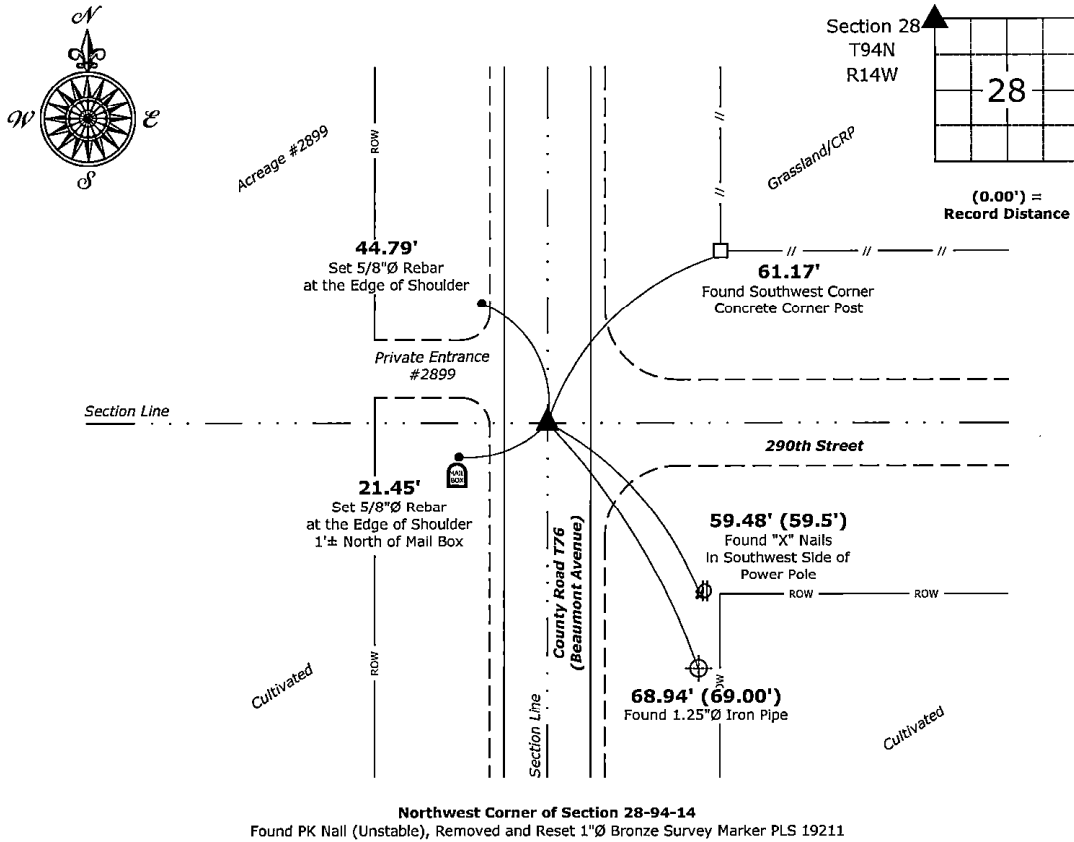 N
W
E
S
Section 28
T94N
R14W
28
(0.00') =
Record Distance
Acreage #2899
ROW
Grassland/CRP
44.79'
Set 5/8"Ø Rebar
at the Edge of Shoulder
61.17'
Found Southwest Corner
Concrete Corner Post
Private Entrance
#2899
Section Line
290th Street
MAIL
BOX
21.45'
Set 5/8"Ø Rebar
at the Edge of Shoulder
1'± North of Mail Box
59.48' (59.5')
Found "X" Nails
in Southwest Side of
Power Pole
County Road T76
(Beaumont Avenue)
ROW
ROW
ROW
ROW
68.94' (69.00')
Found 1.25"Ø Iron Pipe
Cultivated
Section Line
Cultivated
Northwest Corner of Section 28-94-14
Found PK Nail (Unstable), Removed and Reset 1"Ø Bronze Survey Marker PLS 19211